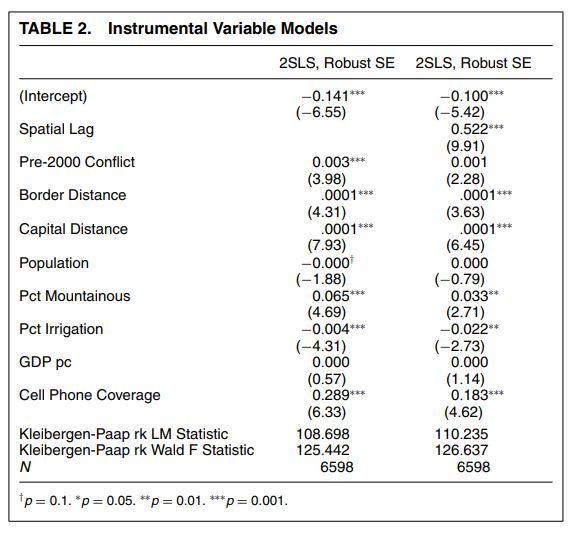 TABLE 2. Instrumental Variable Models
2SLS, Robust SE 2SLS, Robust SE
(Intercept) −0.141*** −0.100***
(−6.55) (−5.42)
Spatial Lag 0.522***
(9.91)
Pre-2000 Conflict 0.003*** 0.001
(3.98) (2.28)
Border Distance .0001*** .0001***
(4.31) (3.63)
Capital Distance .0001*** .0001***
(7.93) (6.45)
Population −0.000† 0.000
(−1.88) (−0.79)
Pct Mountainous 0.065*** 0.033**
(4.69) (2.71)
Pct Irrigation −0.004*** −0.022**
(−4.31) (−2.73)
GDP pc 0.000 0.000
(0.57) (1.14)
Cell Phone Coverage 0.289*** 0.183***
(6.33) (4.62)
Kleibergen-Paap rk LM Statistic 108.698 110.235
Kleibergen-Paap rk Wald F Statistic 125.442 126.637
N 6598 6598
†p = 0.1. *p = 0.05. **p = 0.01. ***p = 0.001.